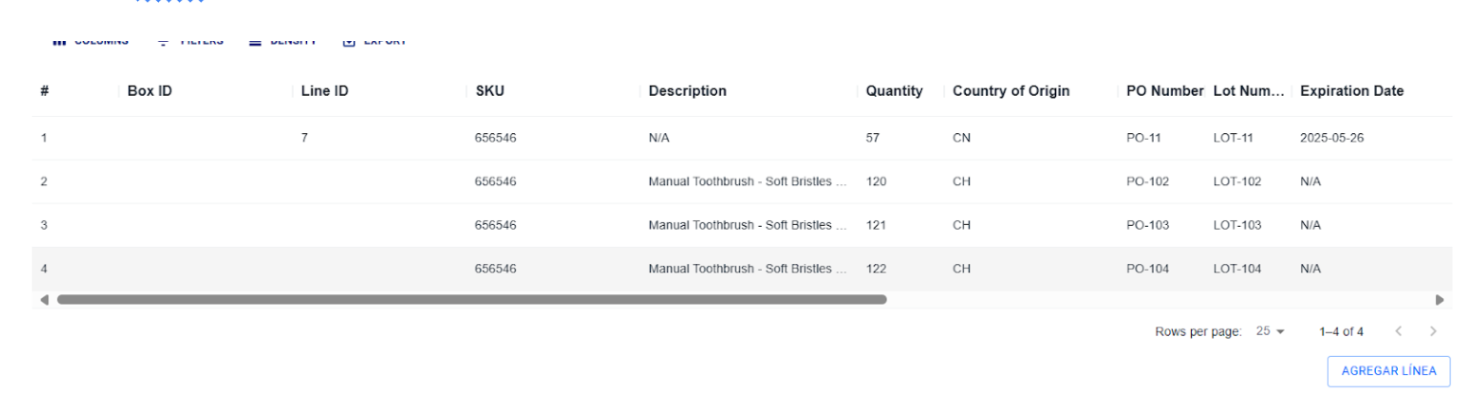 COLUMNS FILTERS DENSITY EXPORT
# Box ID Line ID SKU Description Quantity Country of Origin PO Number Lot Num... Expiration Date
1 7 656546 N/A 57 CN PO-11 LOT-11 2025-05-26
2 656546 Manual Toothbrush - Soft Bristles ... 120 CH PO-102 LOT-102 N/A
3 656546 Manual Toothbrush - Soft Bristles ... 121 CH PO-103 LOT-103 N/A
4 656546 Manual Toothbrush - Soft Bristles ... 122 CH PO-104 LOT-104 N/A
Rows per page: 25 1–4 of 4
AGREGAR LÍNEA